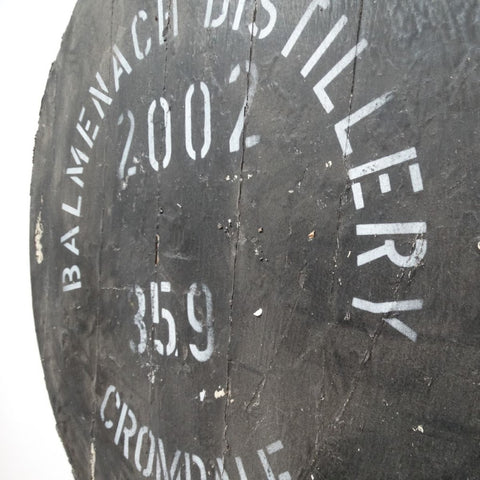 BALMENACH DISTILLERY
2002
359
CROMDALE